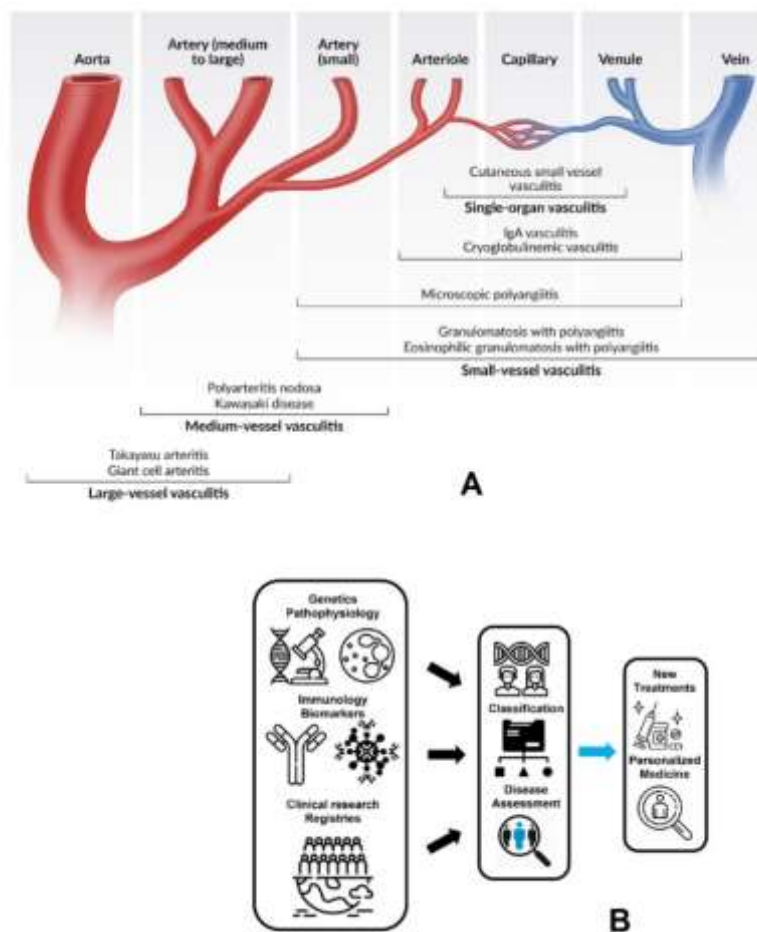 Aorta
Artery (medium
to large)
Artery
(small)
Arteriole
Capillary
Venule
Vein
Cutaneous small vessel
vasculitis
Single-organ vasculitis
IgA vasculitis
Cryoglobulinemic vasculitis
Microscopic polyangiitis
Granulomatosis with polyangiitis
Eosinophilic granulomatosis with polyangiitis
Small-vessel vasculitis
Polyarteritis nodosa
Kawasaki disease
Medium-vessel vasculitis
Takayasu arteritis
Giant cell arteritis
Large-vessel vasculitis
A
Genetics
Pathophysiology
Immunology
Biomarkers
Clinical research
Registries
Classification
Disease
Assessment
New
Treatments
Personalized
Medicine
B